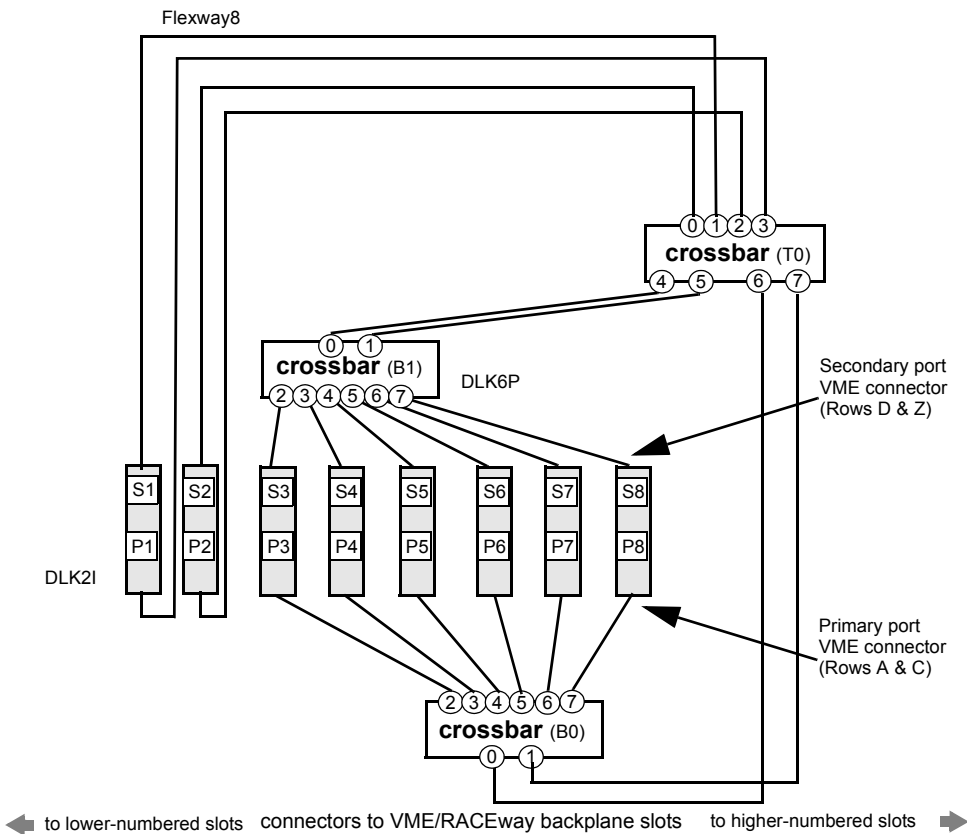 Flexway8
0 1 2 3
crossbar (T0)
4 5 6 7
0 1
crossbar (B1)
DLK6P
2 3 4 5 6 7
Secondary port
VME connector
(Rows D & Z)
S1 S2 S3 S4 S5 S6 S7 S8
P1 P2 P3 P4 P5 P6 P7 P8
DLK2I
Primary port
VME connector
(Rows A & C)
2 3 4 5 6 7
crossbar (B0)
0 1
to lower-numbered slots connectors to VME/RACEway backplane slots to higher-numbered slots